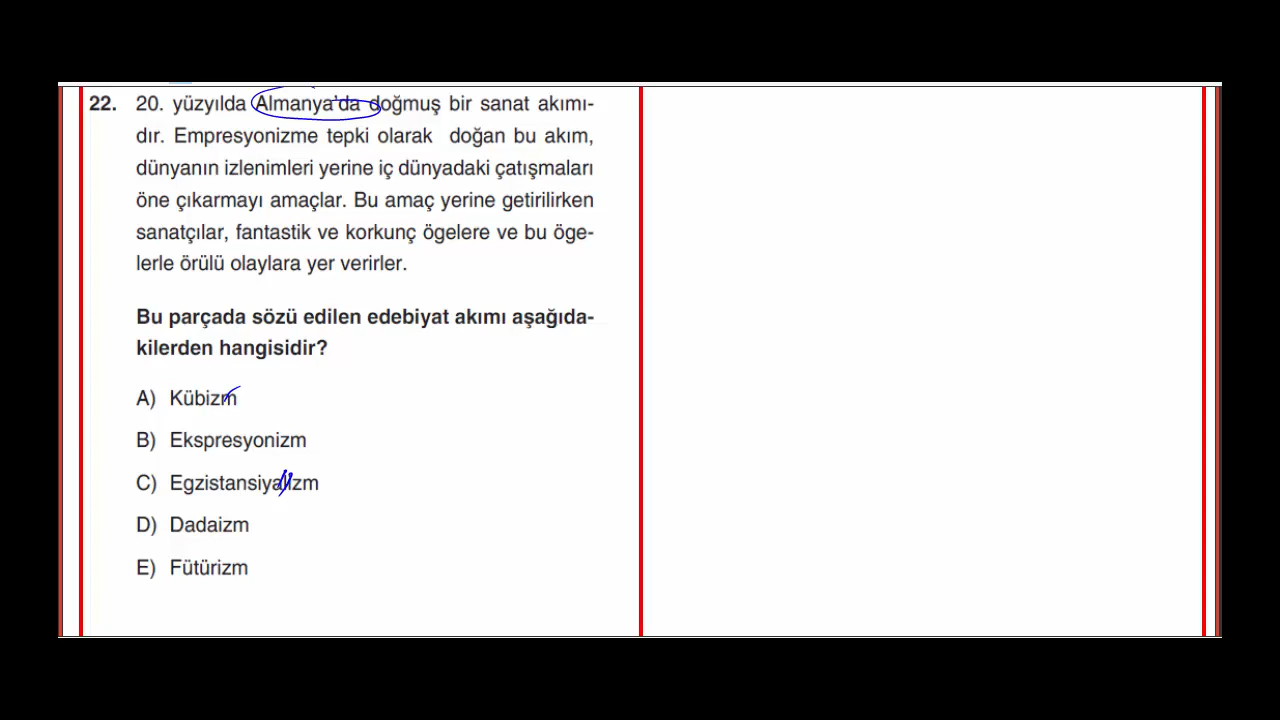 22. 20. yüzyılda Almanya'da doğmuş bir sanat akımı-
dır. Empresyonizme tepki olarak doğan bu akım,
dünyanın izlenimleri yerine iç dünyadaki çatışmaları
öne çıkarmayı amaçlar. Bu amaç yerine getirilirken
sanatçılar, fantastik ve korkunç ögelere ve bu öge-
lerle örülü olaylara yer verirler.
Bu parçada sözü edilen edebiyat akımı aşağıda-
kilerden hangisidir?
A) Kübizm
B) Ekspresyonizm
C) Egzistansiyalizm
D) Dadaizm
E) Fütürizm